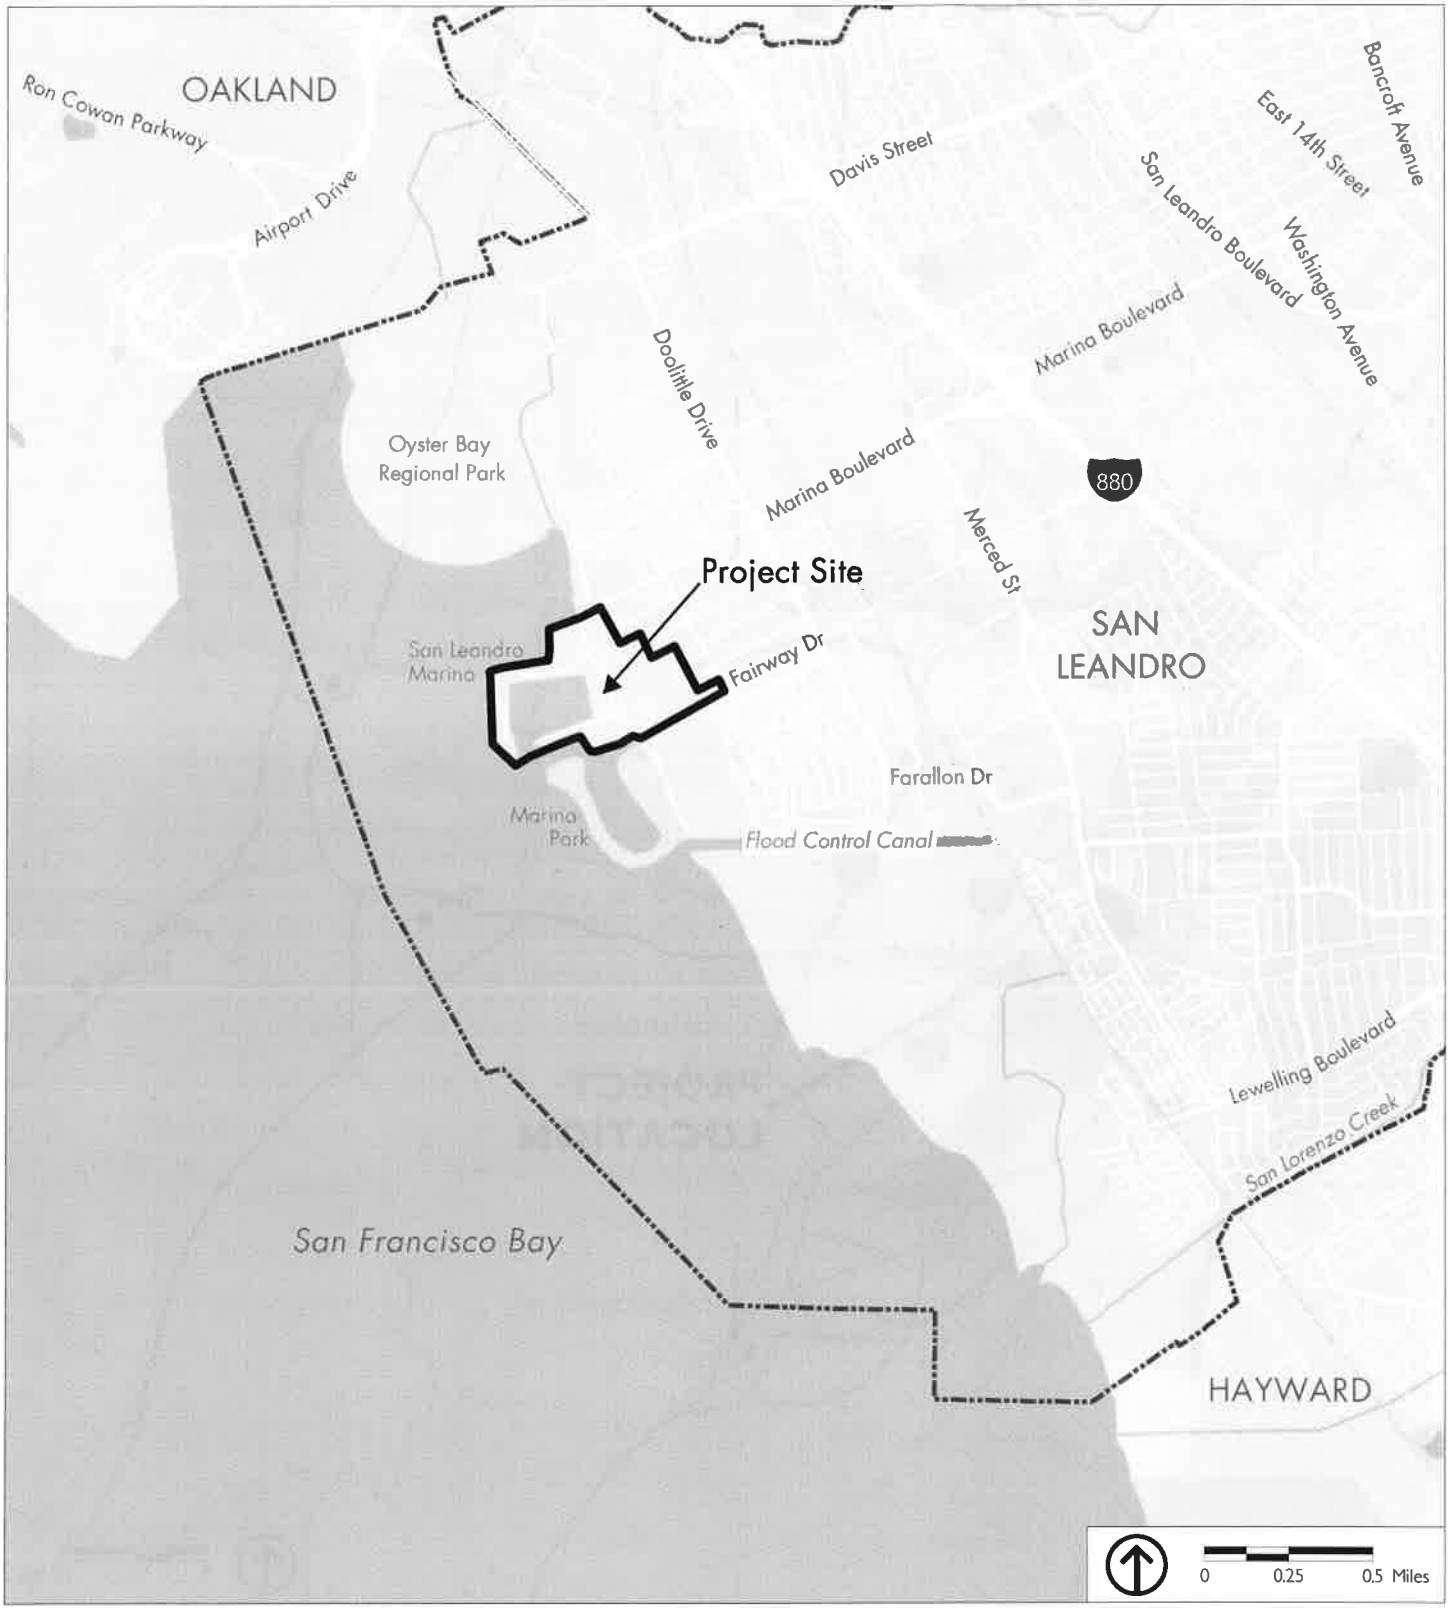 OAKLAND
Ron Cowan Parkway
Airport Drive
Davis Street
Bancroft Avenue
East 14th Street
San Leandro Boulevard
Washington Avenue
Marina Boulevard
Doolittle Drive
Marina Boulevard
Oyster Bay
Regional Park
880
Merced St
Project Site
SAN
LEANDRO
San Leandro
Marina
Fairway Dr
Farallon Dr
Marina
Park
Flood Control Canal
Lewelling Boulevard
San Lorenzo Creek
PROJECT
LOCATION
San Francisco Bay
HAYWARD
0 0.25 0.5 Miles